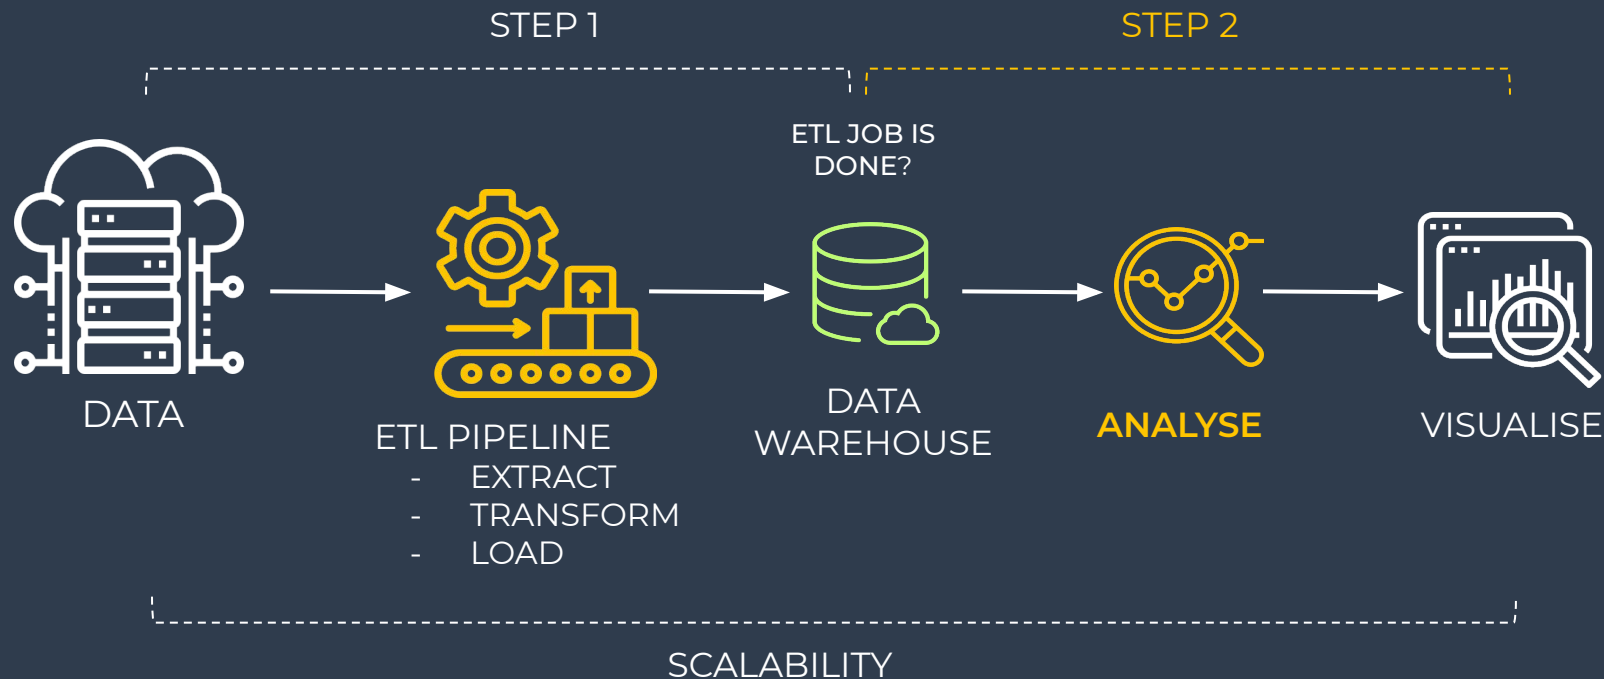 STEP 1
STEP 2
ETL JOB IS
DONE?
DATA
ETL PIPELINE
- EXTRACT
- TRANSFORM
- LOAD
DATA
WAREHOUSE
ANALYSE
VISUALISE
SCALABILITY